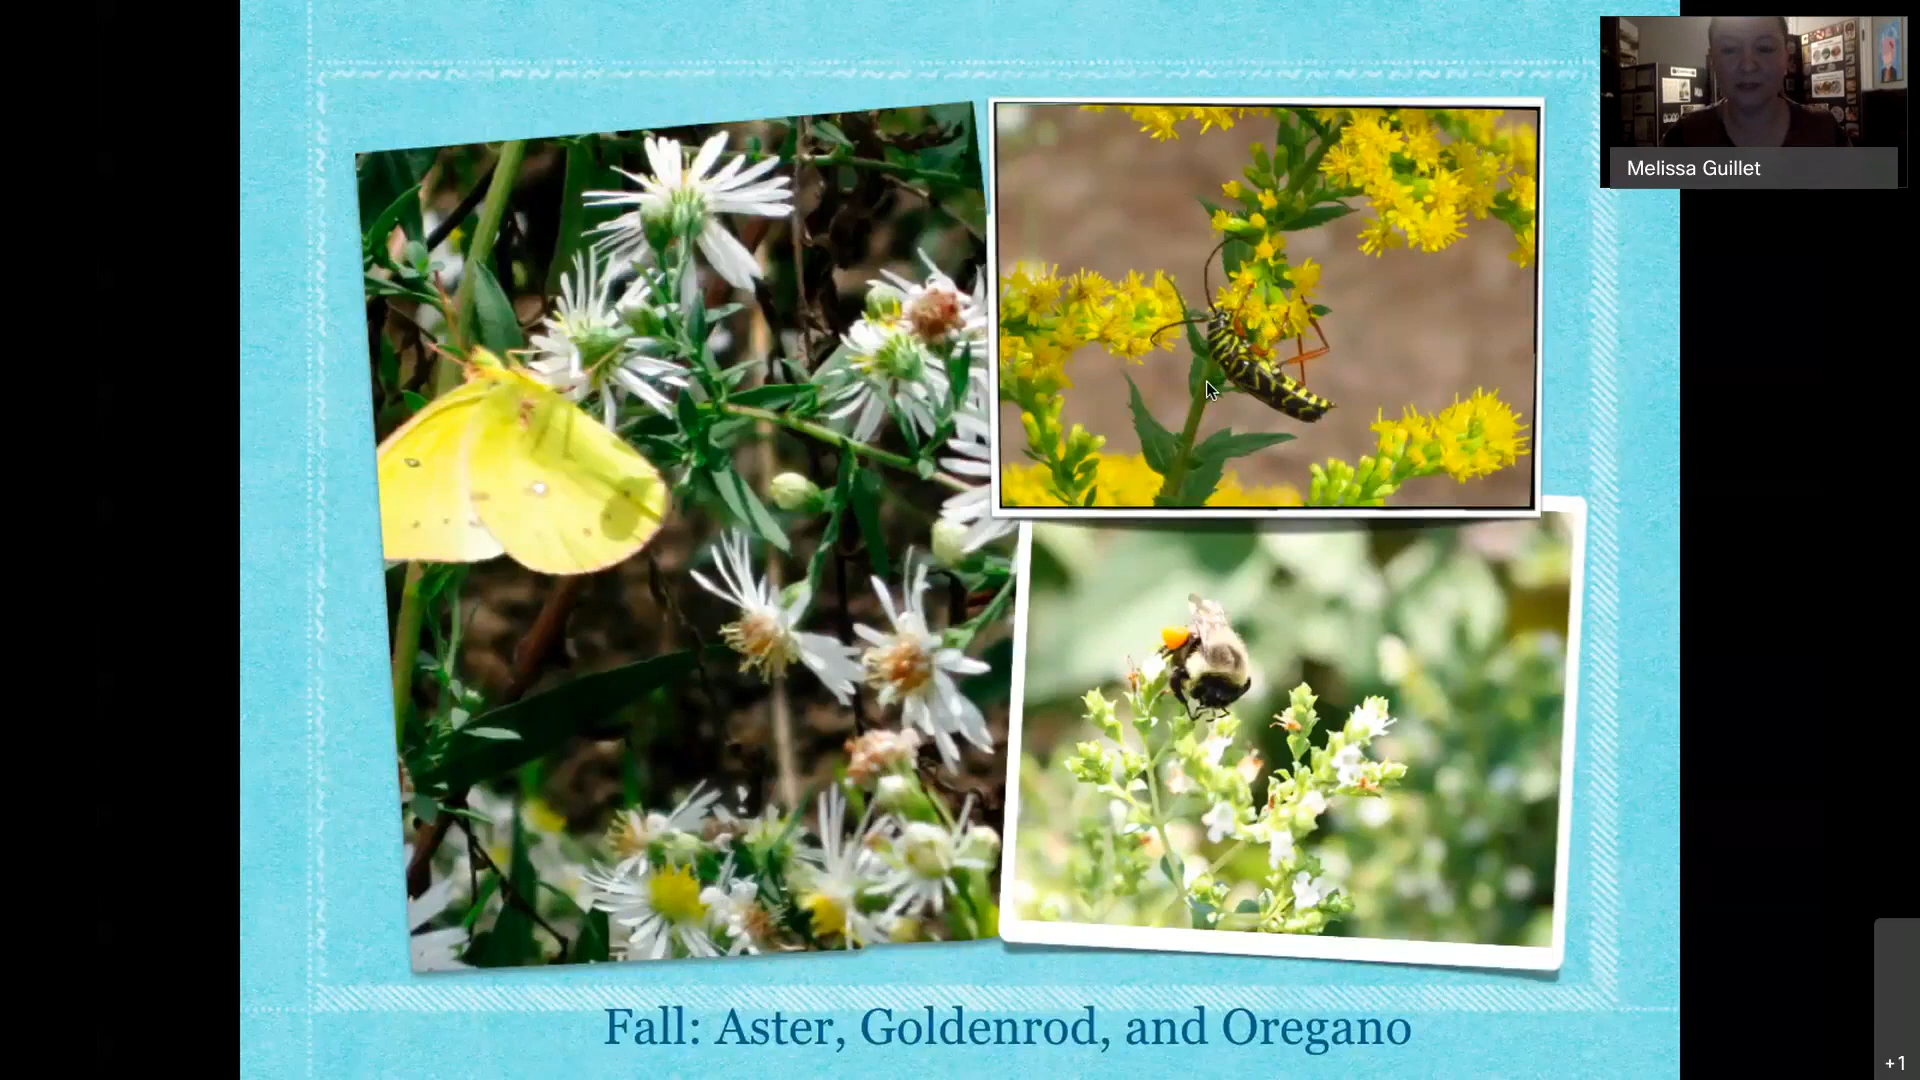 Melissa Guillet
Fall: Aster, Goldenrod, and Oregano
+1